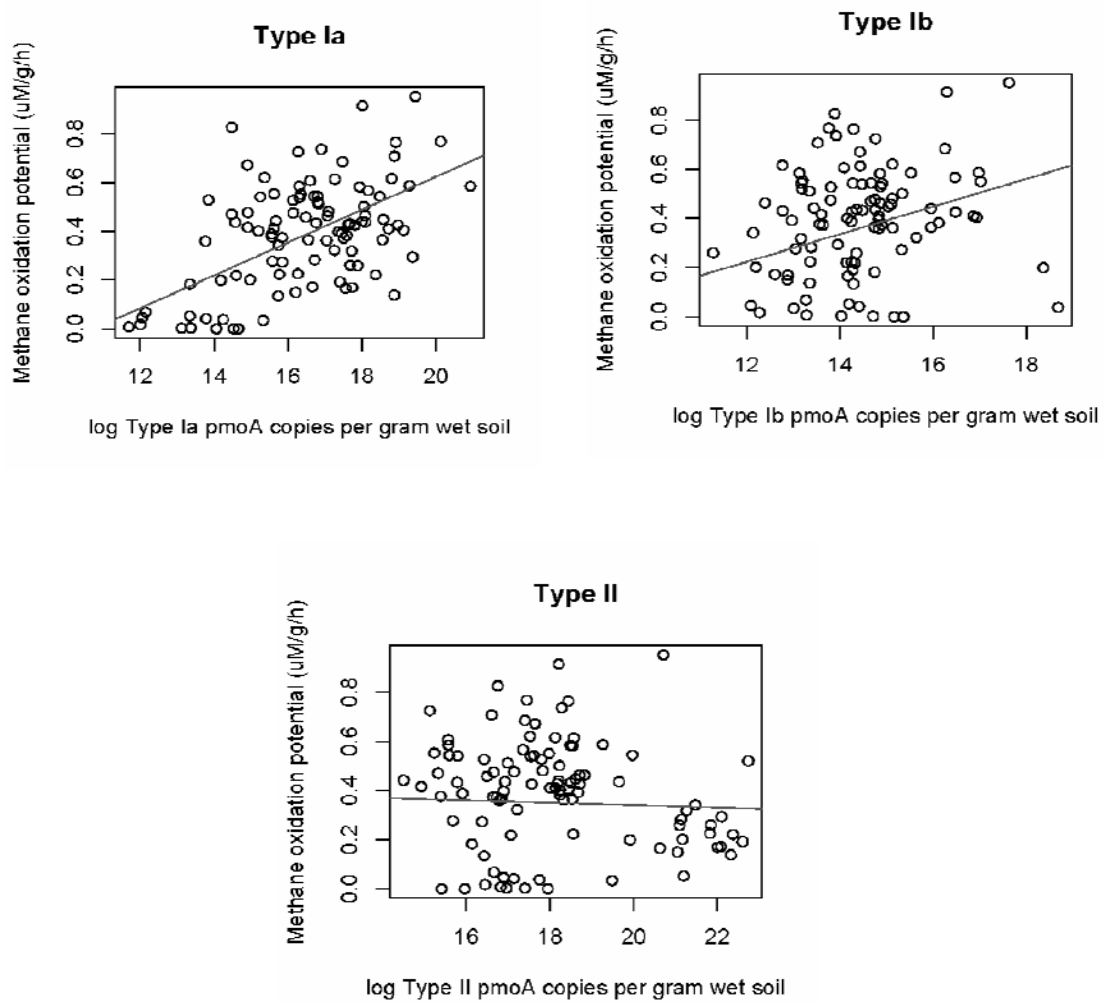 Type Ia
Methane oxidation potential (uM/g/h)
0.0 0.2 0.4 0.6 0.8
12 14 16 18 20
log Type Ia pmoA copies per gram wet soil
Type Ib
Methane oxidation potential (uM/g/h)
0.0 0.2 0.4 0.6 0.8
12 14 16 18
log Type Ib pmoA copies per gram wet soil
Type II
Methane oxidation potential (uM/g/h)
0.0 0.2 0.4 0.6 0.8
16 18 20 22
log Type II pmoA copies per gram wet soil